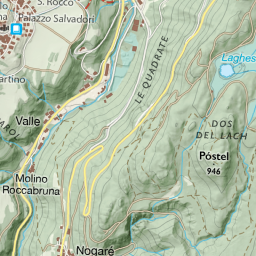 S. Rocco
Palazzo Salvadori
LE QUADRATE
Laghes
Valle
DOS
DEL LACH
Póstel
946
Molino
Roccabruna
Nogaré